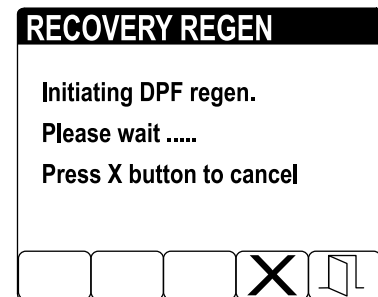 RECOVERY REGEN
Initiating DPF regen.
Please wait .....
Press X button to cancel
X